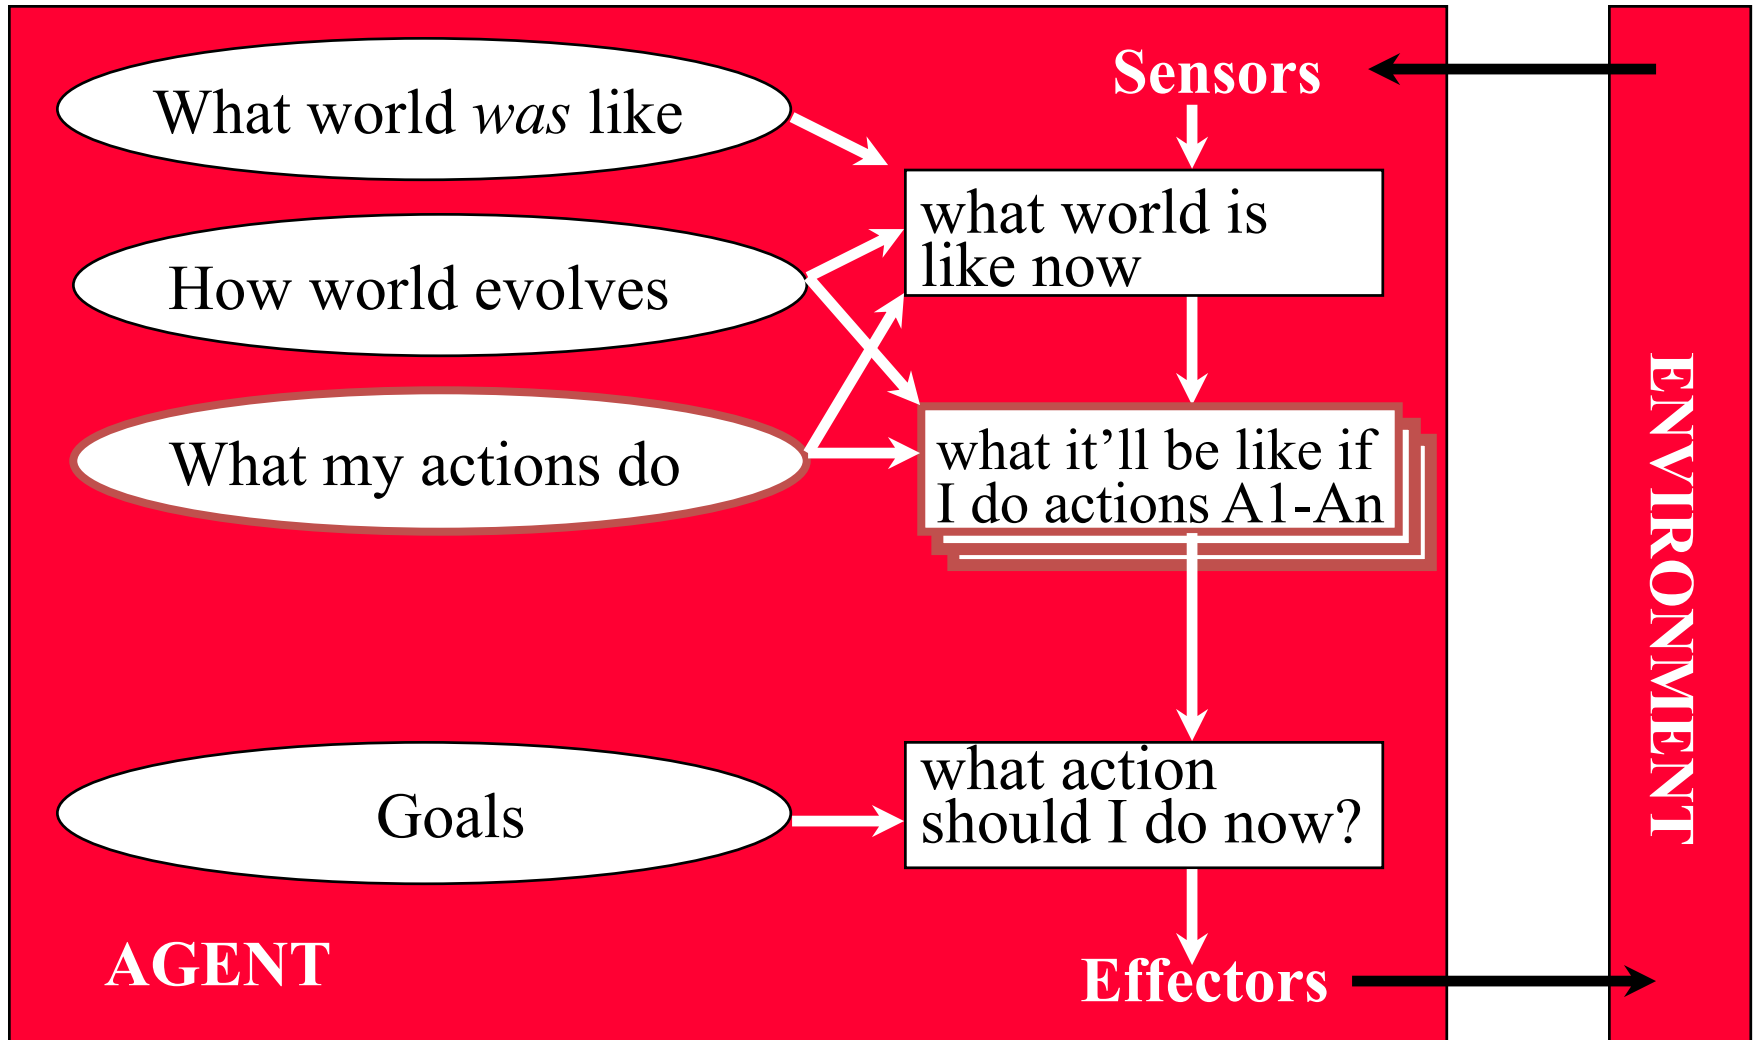 Sensors
What world was like
what world is
like now
How world evolves
What my actions do
what it’ll be like if
I do actions A1-An
ENVIRONMENT
what action
should I do now?
Goals
AGENT
Effectors